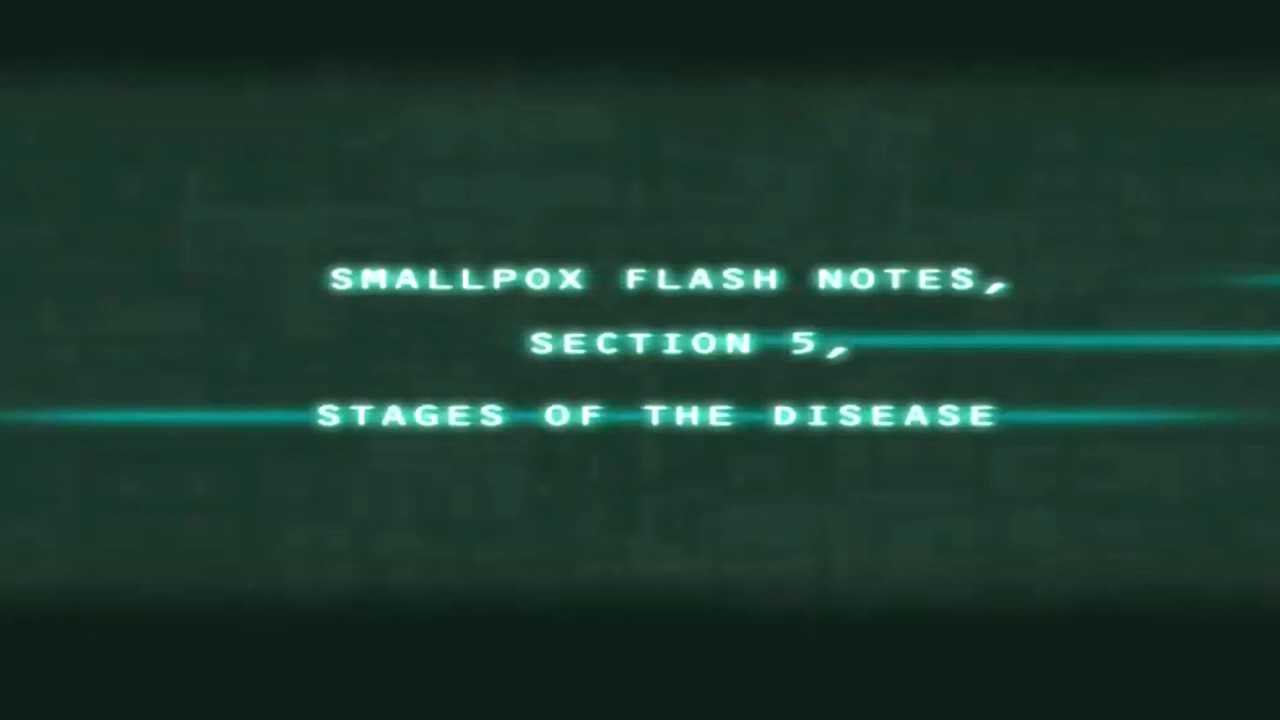 SMALLPOX FLASH NOTES,
SECTION 5,
STAGES OF THE DISEASE